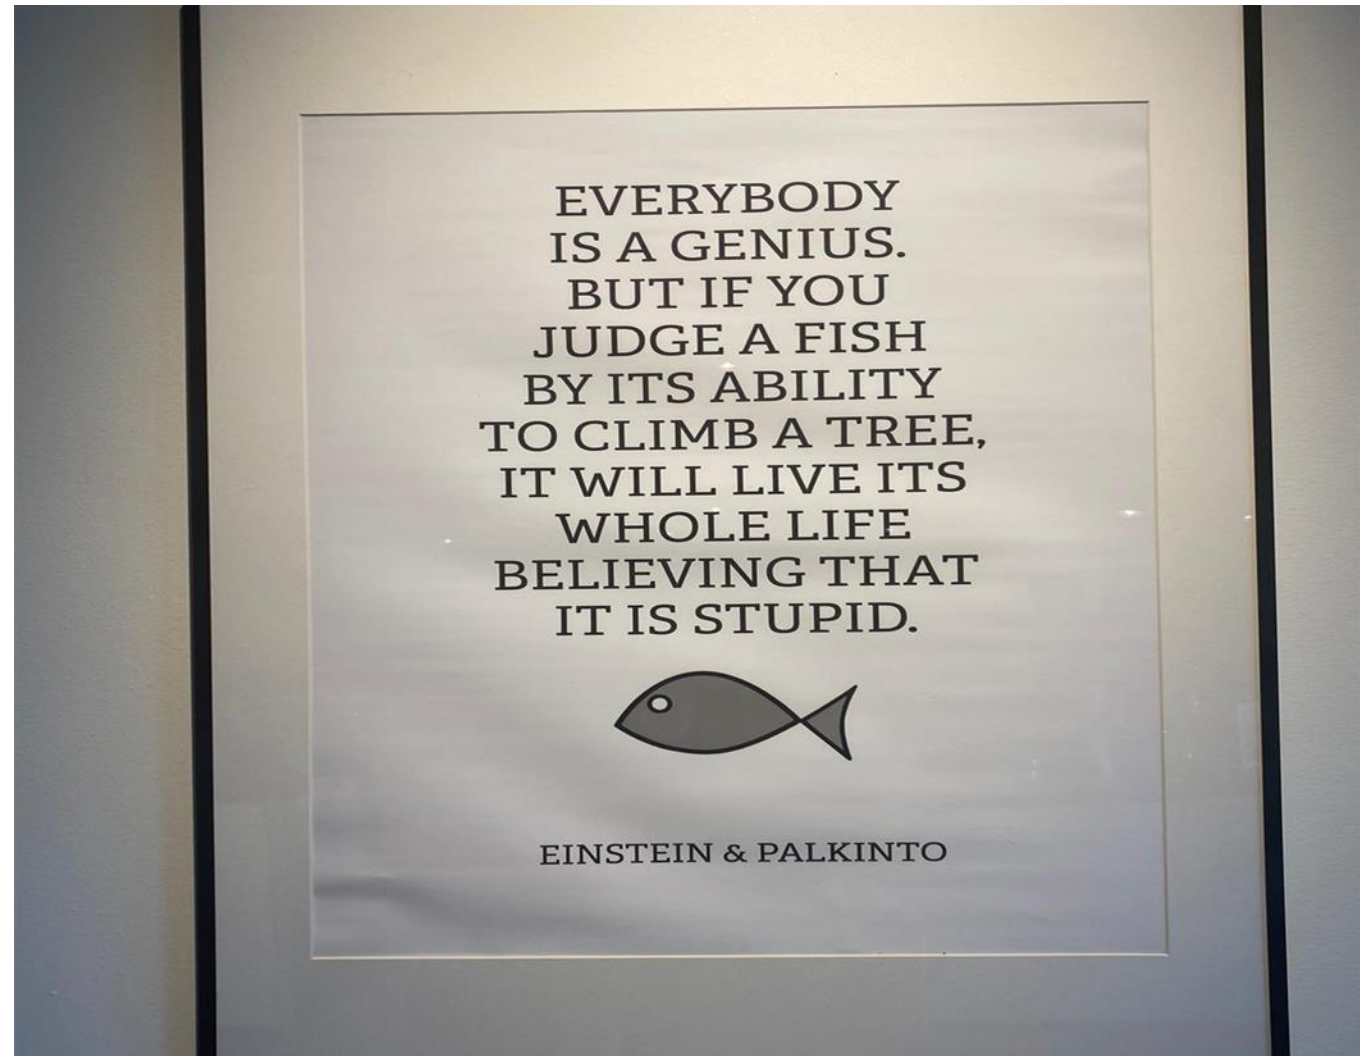 EVERYBODY
IS A GENIUS.
BUT IF YOU
JUDGE A FISH
BY ITS ABILITY
TO CLIMB A TREE,
IT WILL LIVE ITS
WHOLE LIFE
BELIEVING THAT
IT IS STUPID.
EINSTEIN & PALKINTO